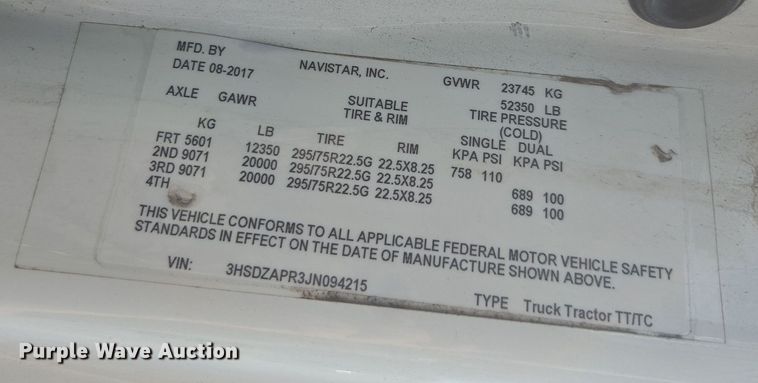 MFD. BY NAVISTAR, INC. GVWR 23745 KG
DATE 08-2017 52350 LB
AXLE GAWR SUITABLE TIRE PRESSURE
TIRE & RIM (COLD)
KG LB TIRE RIM SINGLE DUAL
KPA PSI KPA PSI
FRT 5601 12350 295/75R22.5G 22.5X8.25 758 110
2ND 9071 20000 295/75R22.5G 22.5X8.25 689 100
3RD 9071 20000 295/75R22.5G 22.5X8.25 689 100
4TH
THIS VEHICLE CONFORMS TO ALL APPLICABLE FEDERAL MOTOR VEHICLE SAFETY
STANDARDS IN EFFECT ON THE DATE OF MANUFACTURE SHOWN ABOVE.
VIN: 3HSDZAPR3JN094215
TYPE Truck Tractor TT/TC
Purple Wave Auction